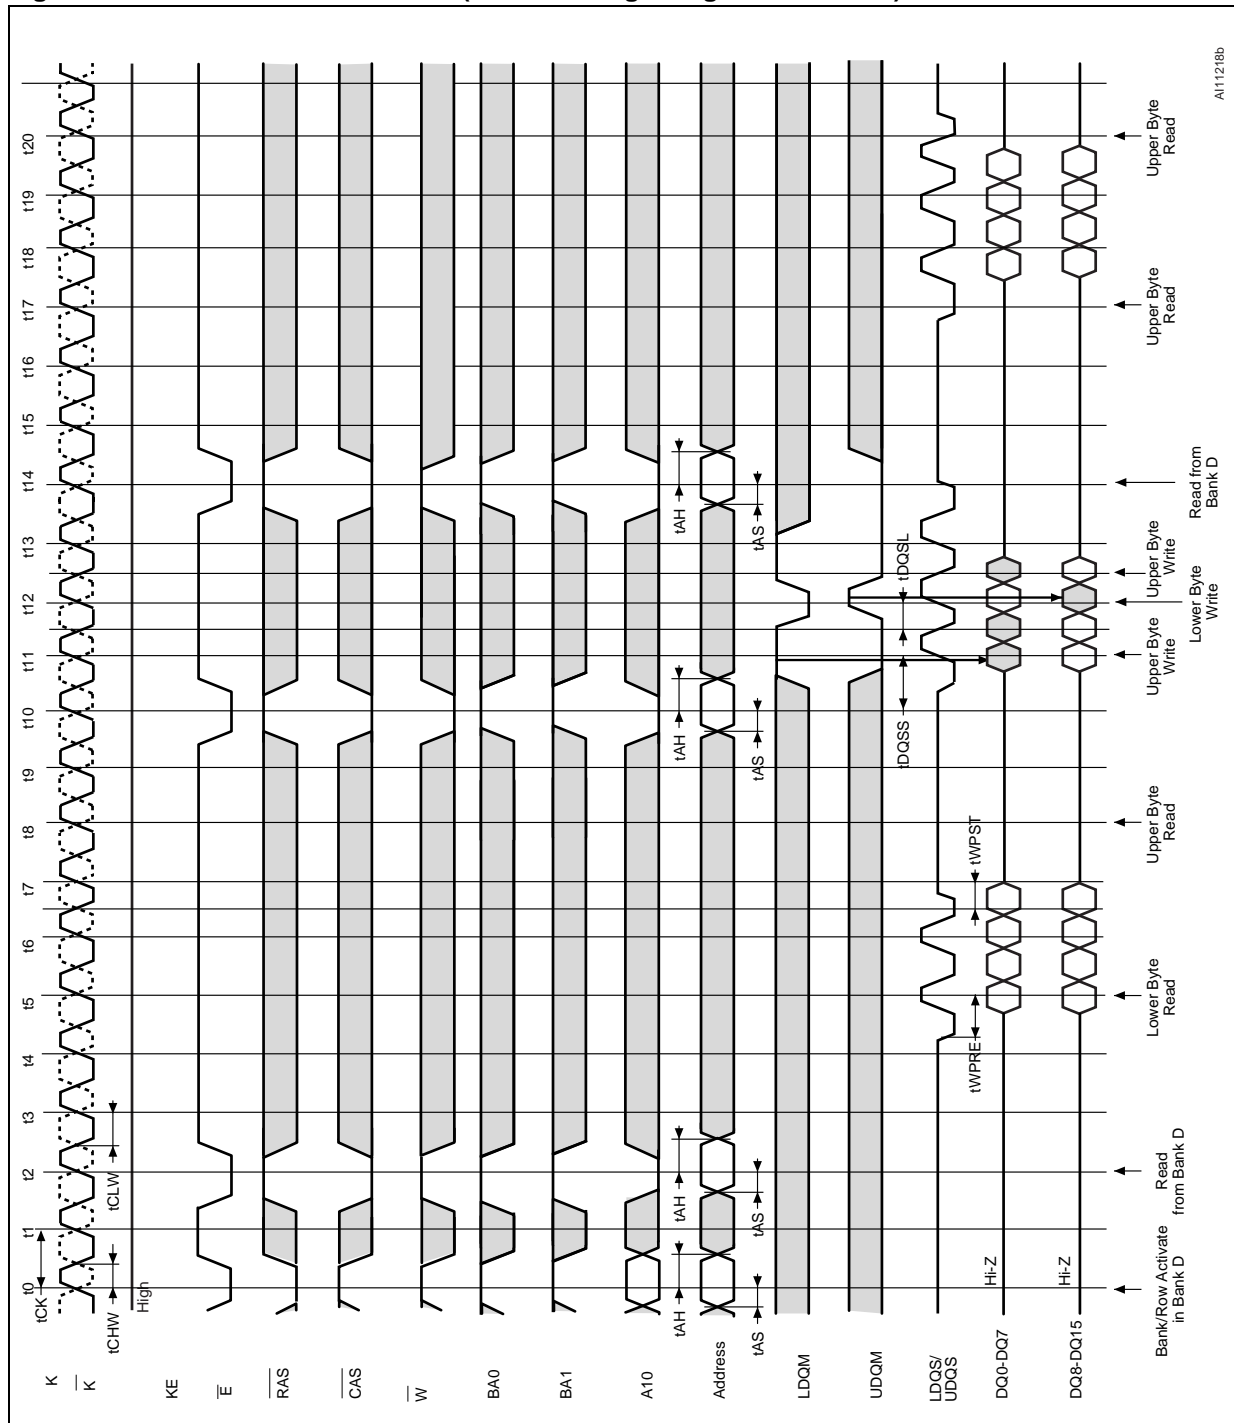 t0
t1
t2
t3
t4
t5
t6
t7
t8
t9
t10
t11
t12
t13
t14
t15
t16
t17
t18
t19
t20
tCK
K
K
tCHW
tCLW
KE
High
E
RAS
CAS
W
BA0
BA1
A10
tAH
tAH
tAH
tAH
Address
tAS
tAS
tAS
tAS
LDQM
UDQM
tDQSS
tDQSL
LDQS/
UDQS
tWPRE
tWPST
DQ0-DQ7
Hi-Z
DQ8-DQ15
Hi-Z
Bank/Row Activate
in Bank D
Read
from Bank D
Lower Byte
Read
Upper Byte
Read
Upper Byte
Write
Lower Byte
Write
Upper Byte
Write
Read from
Bank D
Upper Byte
Read
Upper Byte
Read
AI11218b